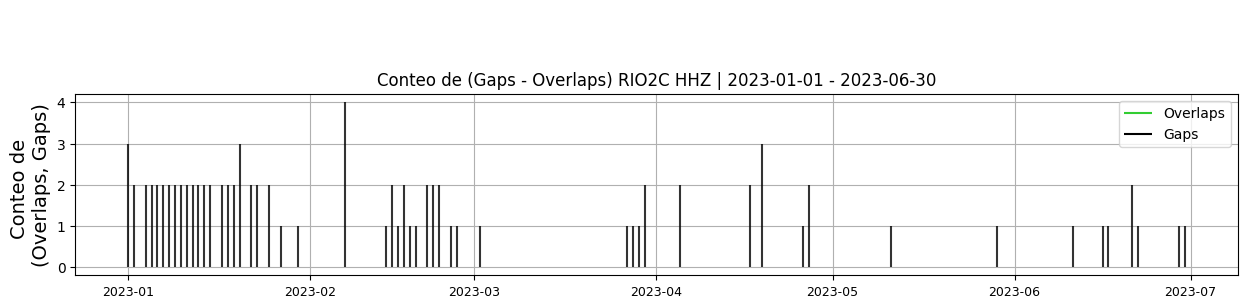 Conteo de (Gaps - Overlaps) RIO2C HHZ | 2023-01-01 - 2023-06-30
Conteo de
(Overlaps, Gaps)
4
3
2
1
0
Overlaps
Gaps
2023-01
2023-02
2023-03
2023-04
2023-05
2023-06
2023-07